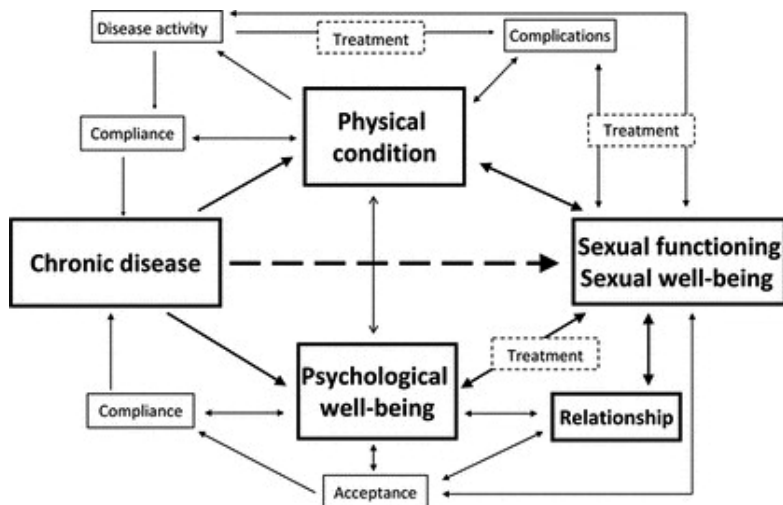 Disease activity
Treatment
Complications
Compliance
Physical
condition
Treatment
Chronic disease
Sexual functioning
Sexual well-being
Psychological
well-being
Treatment
Compliance
Relationship
Acceptance